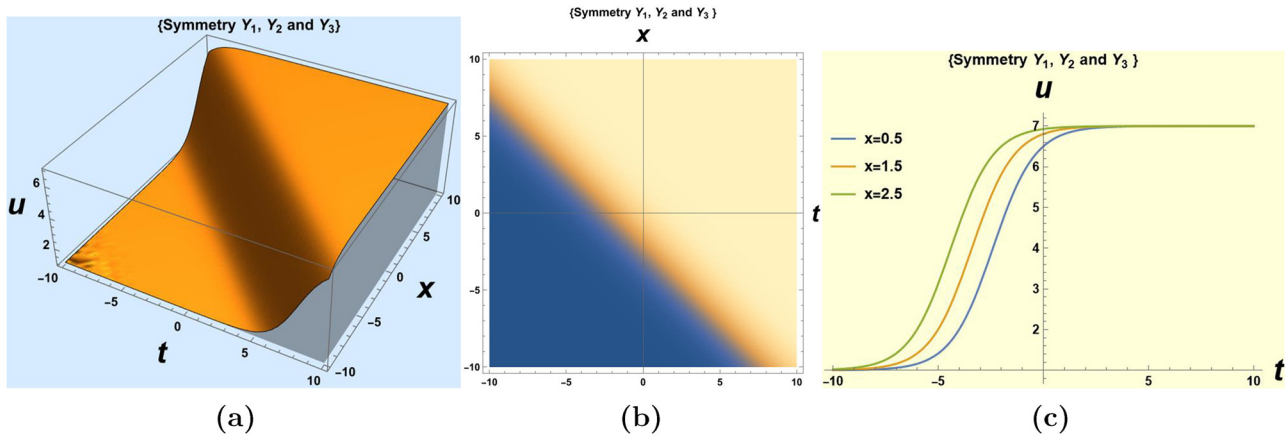 {Symmetry Y₁, Y₂ and Y₃}
6
4
2
u
-10
-5
0
5
10
t
-10
-5
0
5
10
x
(a)
{Symmetry Y₁, Y₂ and Y₃ }
x
10
5
0
-5
-10
-10
-5
0
5
10
t
(b)
{Symmetry Y₁, Y₂ and Y₃ }
u
x=0.5
x=1.5
x=2.5
7
6
5
4
3
2
-10
-5
5
10
t
(c)